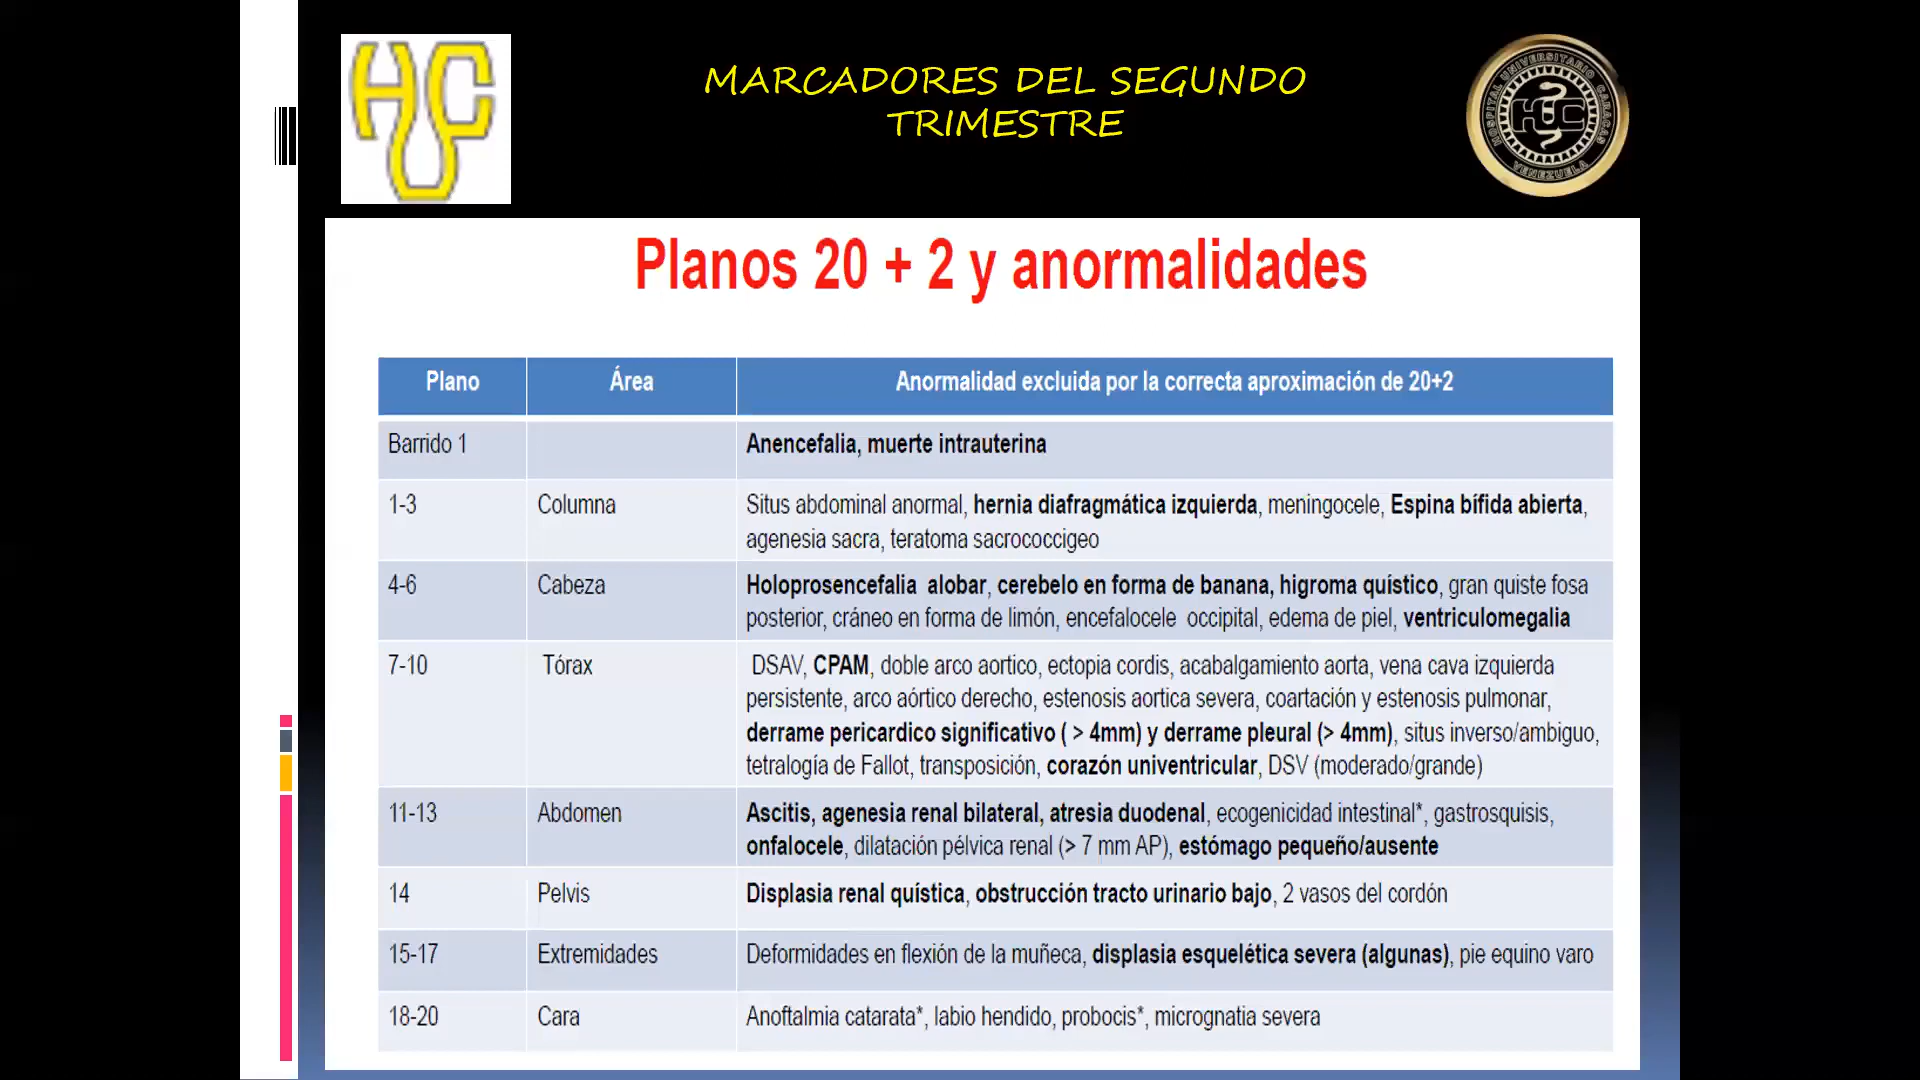 MARCADORES DEL SEGUNDO
TRIMESTRE
HOSPITAL UNIVERSITARIO CARACAS
HUC
VENEZUELA
Planos 20 + 2 y anormalidades
Plano Área Anormalidad excluida por la correcta aproximación de 20+2
Barrido 1 Anencefalia, muerte intrauterina
1-3 Columna Situs abdominal anormal, hernia diafragmática izquierda, meningocele, Espina bífida abierta,
agenesia sacra, teratoma sacrococcigeo
4-6 Cabeza Holoprosencefalia alobar, cerebelo en forma de banana, higroma quístico, gran quiste fosa
posterior, cráneo en forma de limón, encefalocele occipital, edema de piel, ventriculomegalia
7-10 Tórax DSAV, CPAM, doble arco aortico, ectopia cordis, acabalgamiento aorta, vena cava izquierda
persistente, arco aórtico derecho, estenosis aortica severa, coartación y estenosis pulmonar,
derrame pericardico significativo ( > 4mm) y derrame pleural (> 4mm), situs inverso/ambiguo,
tetralogía de Fallot, transposición, corazón univentricular, DSV (moderado/grande)
11-13 Abdomen Ascitis, agenesia renal bilateral, atresia duodenal, ecogenicidad intestinal*, gastrosquisis,
onfalocele, dilatación pélvica renal (> 7 mm AP), estómago pequeño/ausente
14 Pelvis Displasia renal quística, obstrucción tracto urinario bajo, 2 vasos del cordón
15-17 Extremidades Deformidades en flexión de la muñeca, displasia esquelética severa (algunas), pie equino varo
18-20 Cara Anoftalmia catarata*, labio hendido, probocis*, micrognatia severa